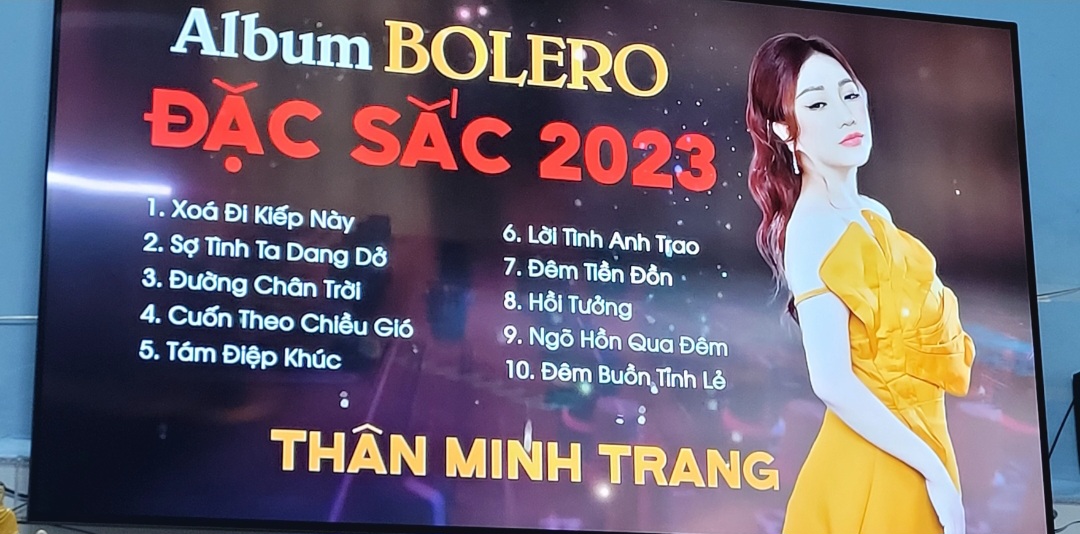 Album BOLERO
ĐẶC SẮC 2023
1. Xoá Đi Kiếp Này
2. Sợ Tình Ta Dang Dở
3. Đường Chân Trời
4. Cuốn Theo Chiều Gió
5. Tám Điệp Khúc
6. Lời Tình Anh Trao
7. Đêm Tiền Đồn
8. Hồi Tưởng
9. Ngõ Hồn Qua Đêm
10. Đêm Buồn Tỉnh Lẻ
THÂN MINH TRANG